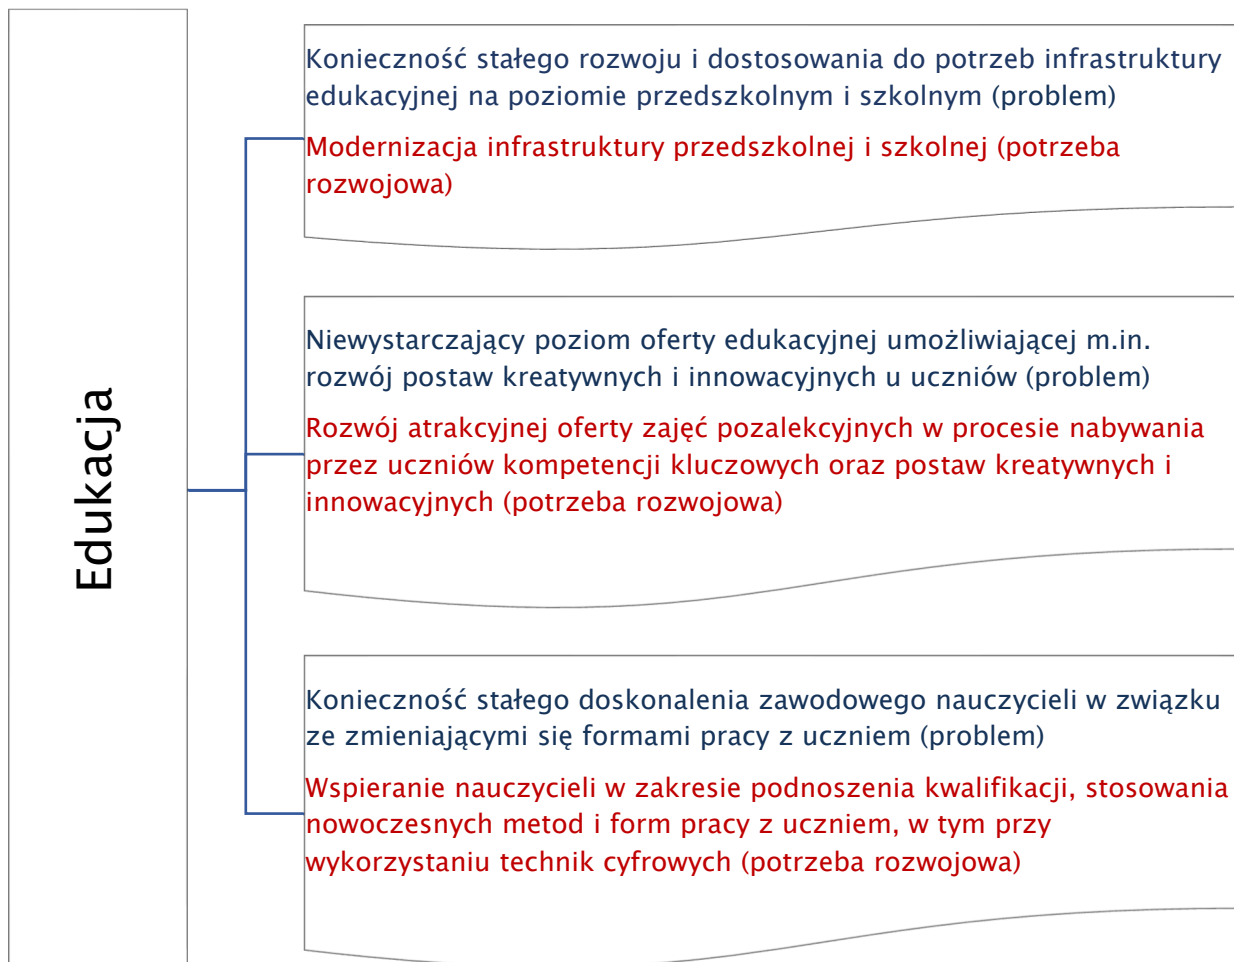 Edukacja
Konieczność stałego rozwoju i dostosowania do potrzeb infrastruktury
edukacyjnej na poziomie przedszkolnym i szkolnym (problem)
Modernizacja infrastruktury przedszkolnej i szkolnej (potrzeba
rozwojowa)
Niewystarczający poziom oferty edukacyjnej umożliwiającej m.in.
rozwój postaw kreatywnych i innowacyjnych u uczniów (problem)
Rozwój atrakcyjnej oferty zajęć pozalekcyjnych w procesie nabywania
przez uczniów kompetencji kluczowych oraz postaw kreatywnych i
innowacyjnych (potrzeba rozwojowa)
Konieczność stałego doskonalenia zawodowego nauczycieli w związku
ze zmieniającymi się formami pracy z uczniem (problem)
Wspieranie nauczycieli w zakresie podnoszenia kwalifikacji, stosowania
nowoczesnych metod i form pracy z uczniem, w tym przy
wykorzystaniu technik cyfrowych (potrzeba rozwojowa)